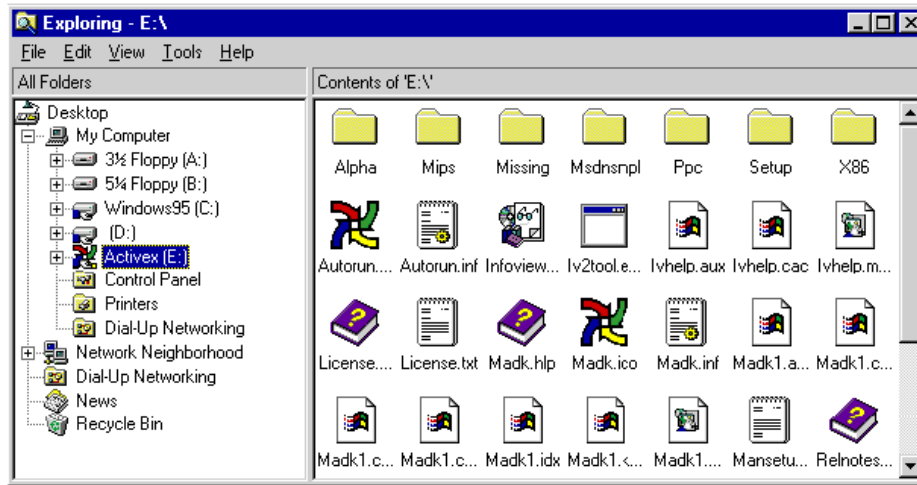 Exploring - E:\
File Edit View Tools Help
All Folders
Contents of 'E:\'
Desktop
My Computer
3½ Floppy (A:)
5¼ Floppy (B:)
Windows95 (C:)
(D:)
Activex (E:)
Control Panel
Printers
Dial-Up Networking
Network Neighborhood
Dial-Up Networking
News
Recycle Bin
Alpha Mips Missing Msdnsnpl Ppc Setup X86
Autorun.... Autorun.inf Infoview... Iv2tool.e... Ivhelp.aux Ivhelp.cac Ivhelp.m...
License.... License.txt Madk.hlp Madk.ico Madk.inf Madk1.a... Madk1.c...
Madk1.c... Madk1.c... Madk1.idx Madk1.<... Madk1.... Mansetu... Relnotes...